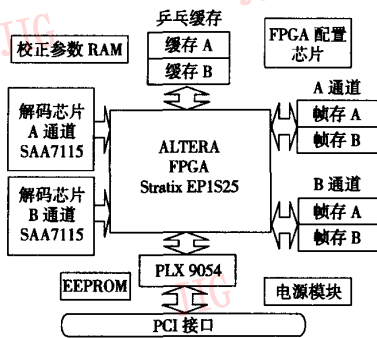 乒乓缓存
校正参数 RAM
缓存 A
缓存 B
FPGA 配置
芯片
A 通道
帧存 A
帧存 B
解码芯片
A 通道
SAA7115
ALTERA
FPGA
Stratix EP1S25
解码芯片
B 通道
SAA7115
B 通道
帧存 A
帧存 B
PLX 9054
EEPROM
电源模块
PCI 接口
JJG
JJG
JJG